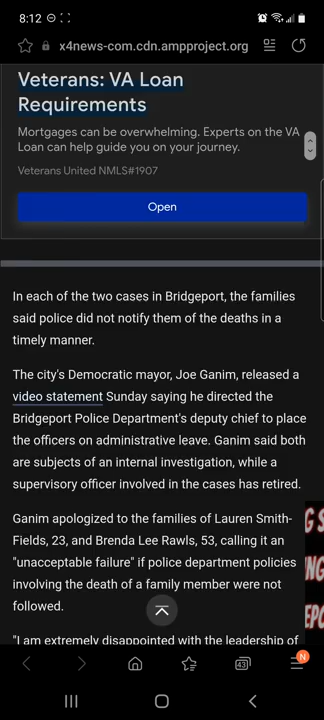 8:12
x4news-com.cdn.ampproject.org
Veterans: VA Loan
Requirements
Mortgages can be overwhelming. Experts on the VA
Loan can help guide you on your journey.
Veterans United NMLS#1907
Open
In each of the two cases in Bridgeport, the families
said police did not notify them of the deaths in a
timely manner.
The city's Democratic mayor, Joe Ganim, released a
video statement Sunday saying he directed the
Bridgeport Police Department's deputy chief to place
the officers on administrative leave. Ganim said both
are subjects of an internal investigation, while a
supervisory officer involved in the cases has retired.
Ganim apologized to the families of Lauren Smith-
Fields, 23, and Brenda Lee Rawls, 53, calling it an
"unacceptable failure" if police department policies
involving the death of a family member were not
followed.
"I am extremely disappointed with the leadership of
43
N